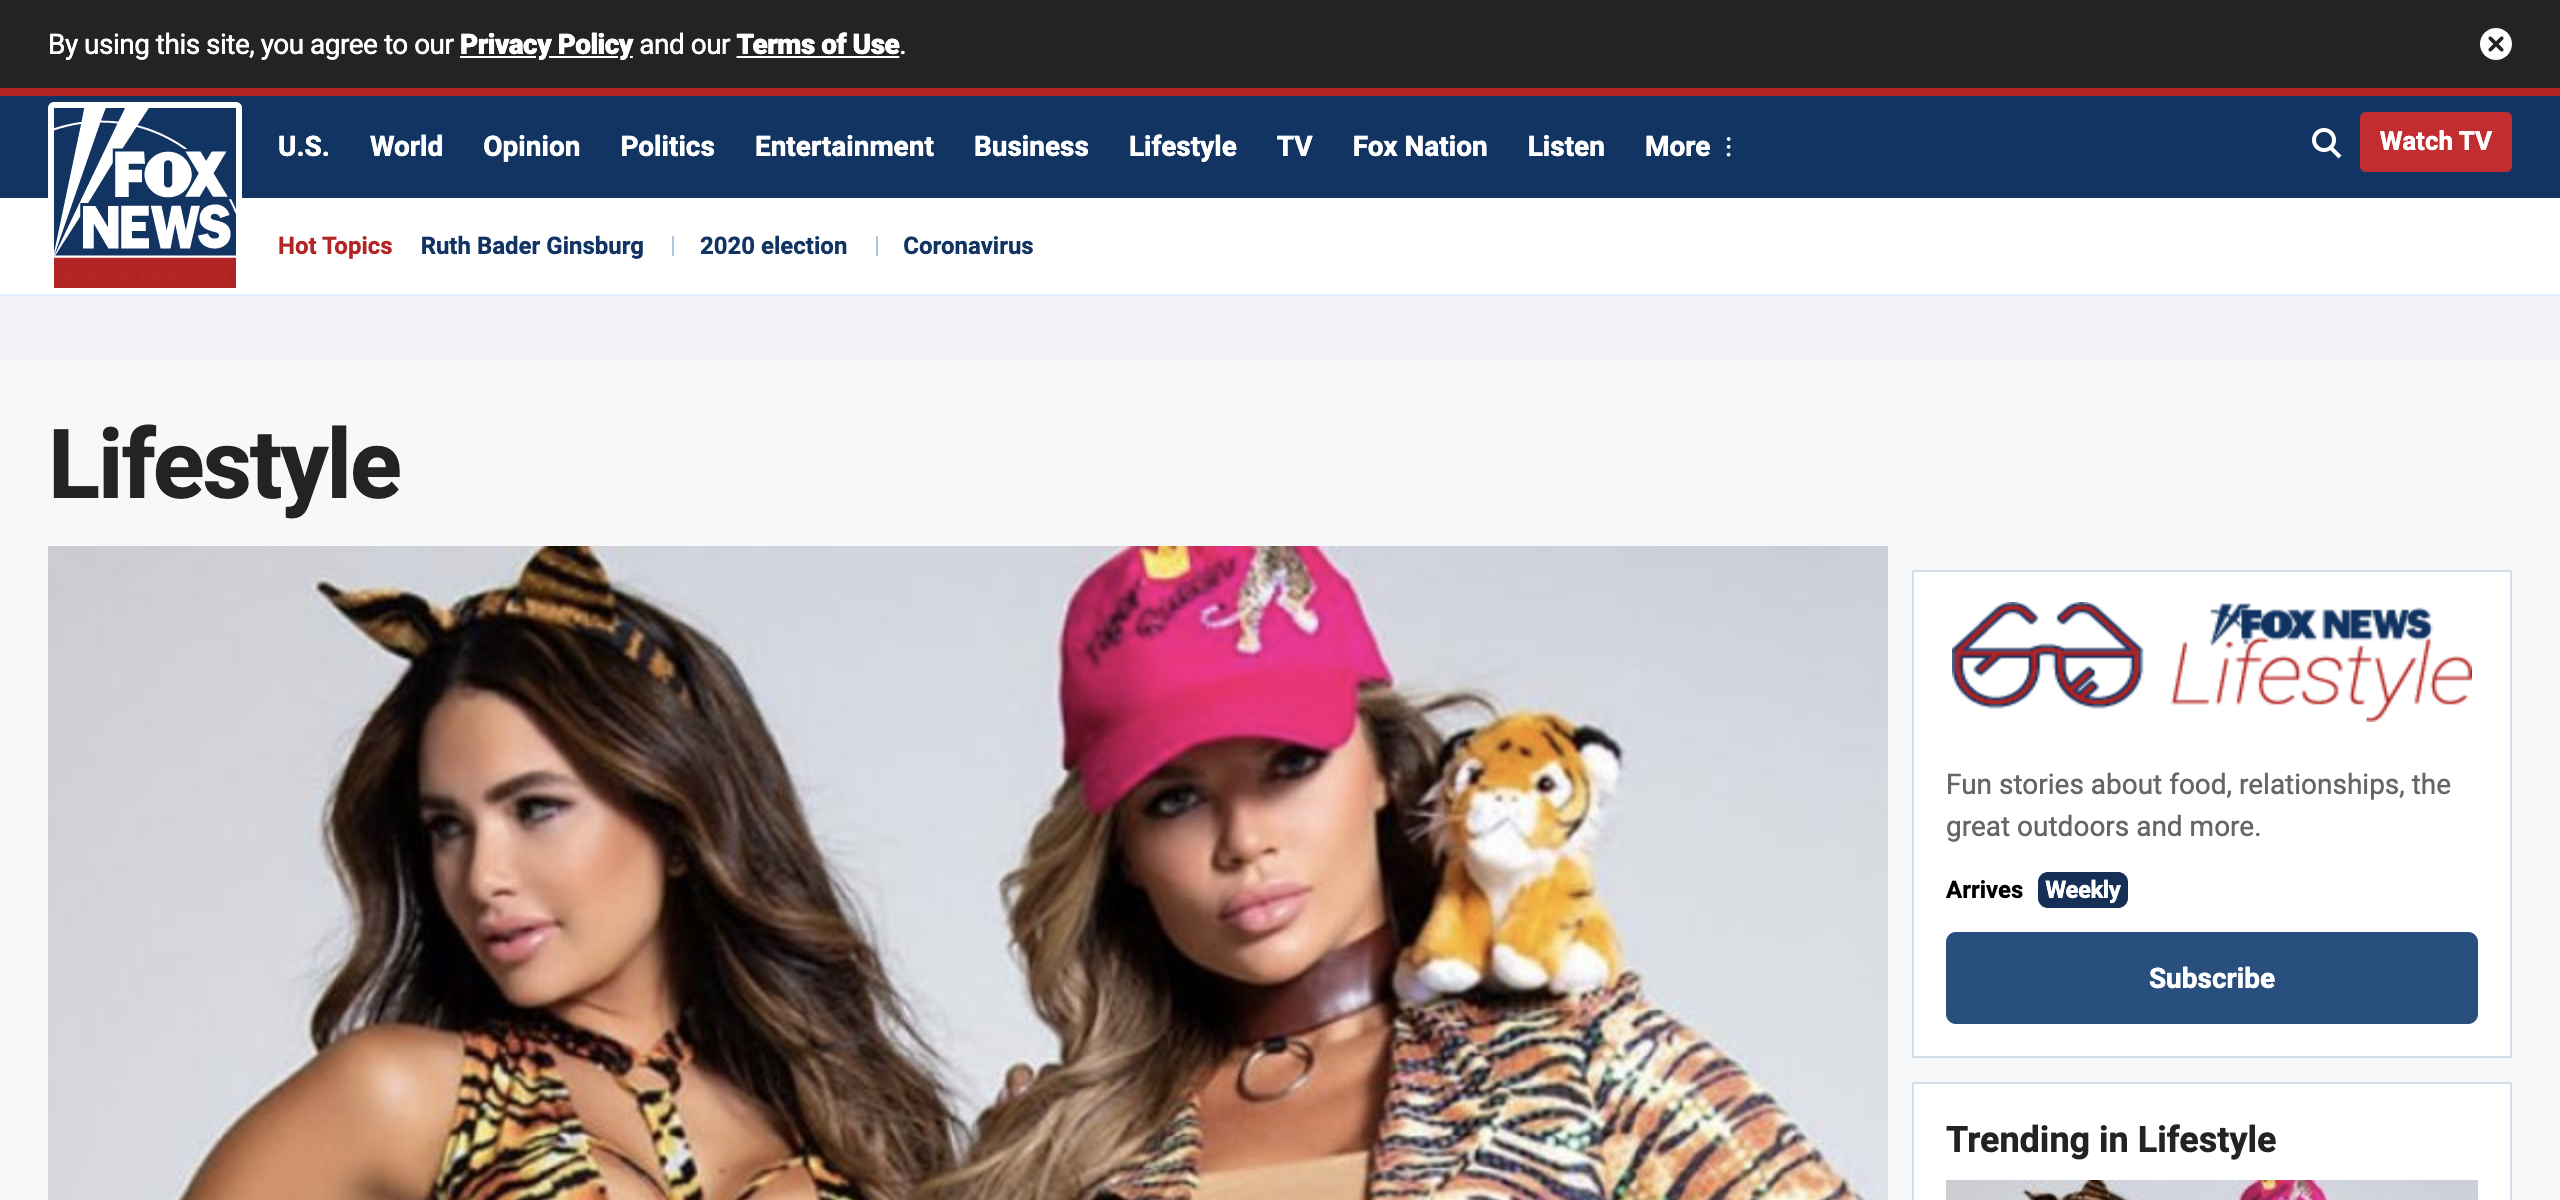 By using this site, you agree to our Privacy Policy and our Terms of Use.
FOX
NEWS
U.S. World Opinion Politics Entertainment Business Lifestyle TV Fox Nation Listen More
Watch TV
Hot Topics Ruth Bader Ginsburg 2020 election Coronavirus
Lifestyle
FOX NEWS
Lifestyle
Fun stories about food, relationships, the
great outdoors and more.
Arrives Weekly
Subscribe
Trending in Lifestyle